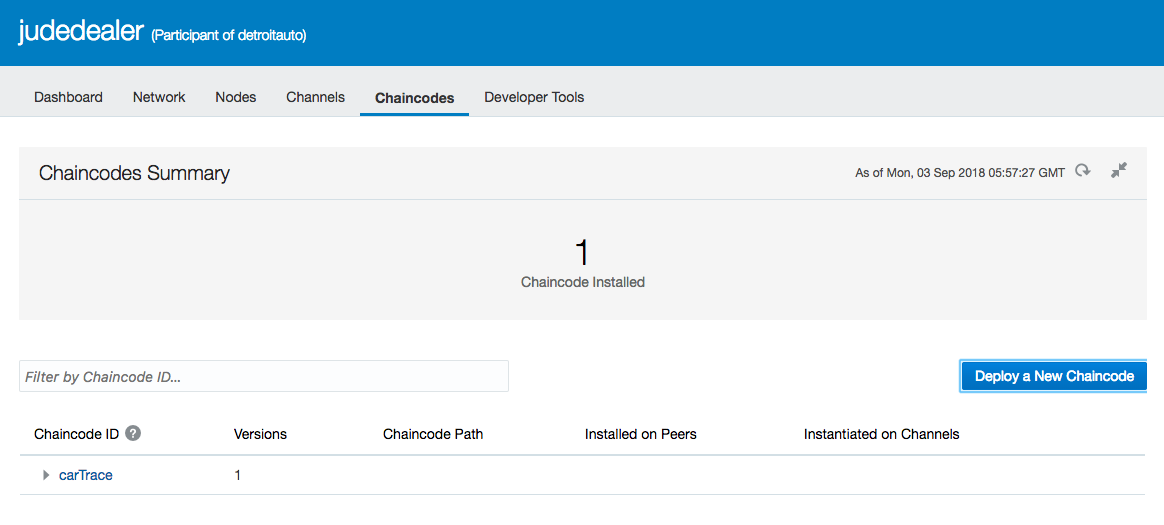 judedealer (Participant of detroitauto)
Dashboard Network Nodes Channels Chaincodes Developer Tools
Chaincodes Summary As of Mon, 03 Sep 2018 05:57:27 GMT
1
Chaincode Installed
Filter by Chaincode ID... Deploy a New Chaincode
Chaincode ID ? Versions Chaincode Path Installed on Peers Instantiated on Channels
carTrace 1